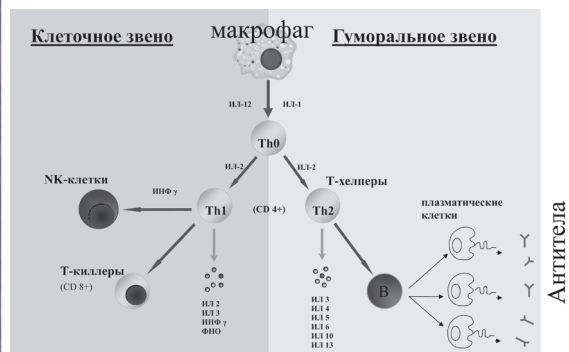 макрофаг
Клеточное звено
Гуморальное звено
ИЛ-12
ИЛ-1
Th0
ИЛ-2
ИЛ-2
NK-клетки
ИНФ γ
Т-хелперы
Th1
(CD 4+)
Th2
плазматические
клетки
Т-киллеры
(CD 8+)
ИЛ 2
ИЛ 3
ИНФ γ
ФНО
ИЛ 3
ИЛ 4
ИЛ 5
ИЛ 6
ИЛ 10
ИЛ 13
В
Антитела